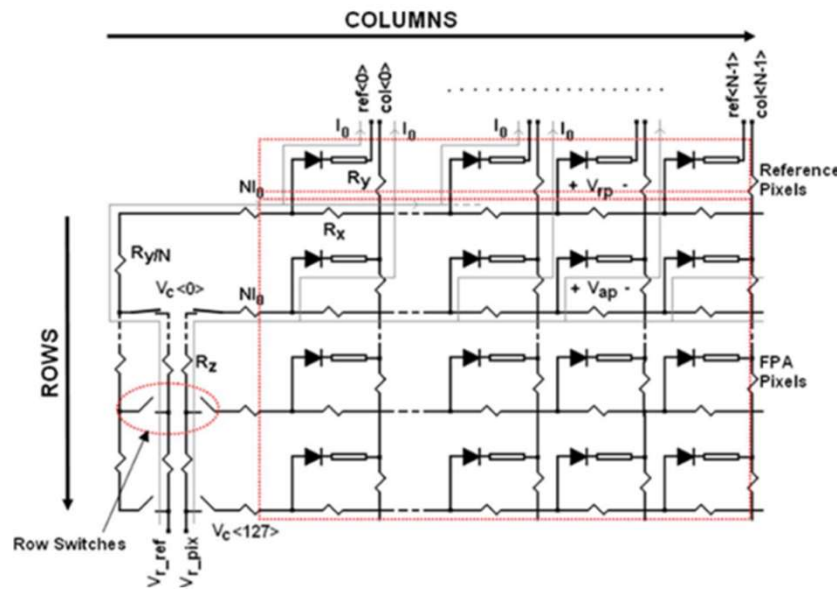 COLUMNS
ref<0>
col<0>
ref<N-1>
col<N-1>
I0
I0
I0
I0
Ry
+ Vrp -
Reference
Pixels
NI0
Rx
Ry/N
Vc<0>
NI0
+ Vap -
ROWS
Rz
FPA
Pixels
Row Switches
Vr_ref
Vr_pix
Vc<127>